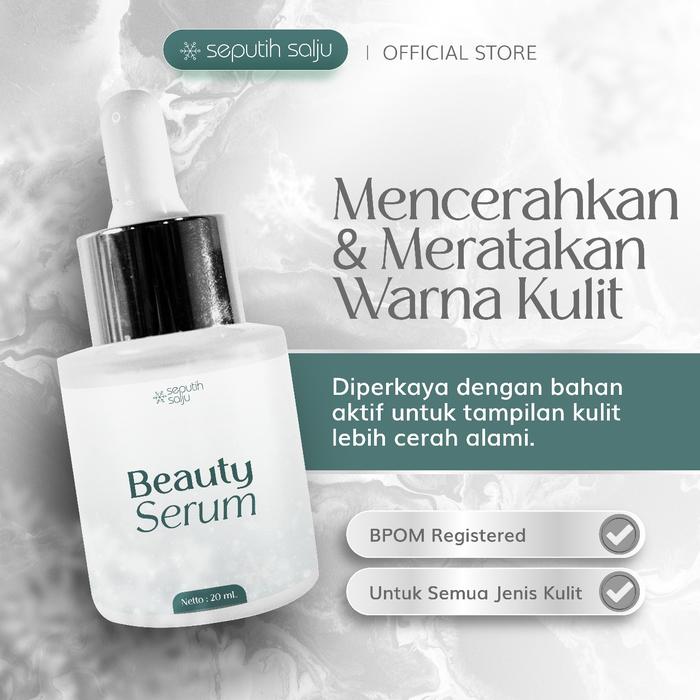 seputih salju | OFFICIAL STORE
Mencerahkan
& Meratakan
Warna Kulit
Diperkaya dengan bahan
aktif untuk tampilan kulit
lebih cerah alami.
BPOM Registered
Untuk Semua Jenis Kulit
seputih
salju
Beauty
Serum
Netto : 20 ml.